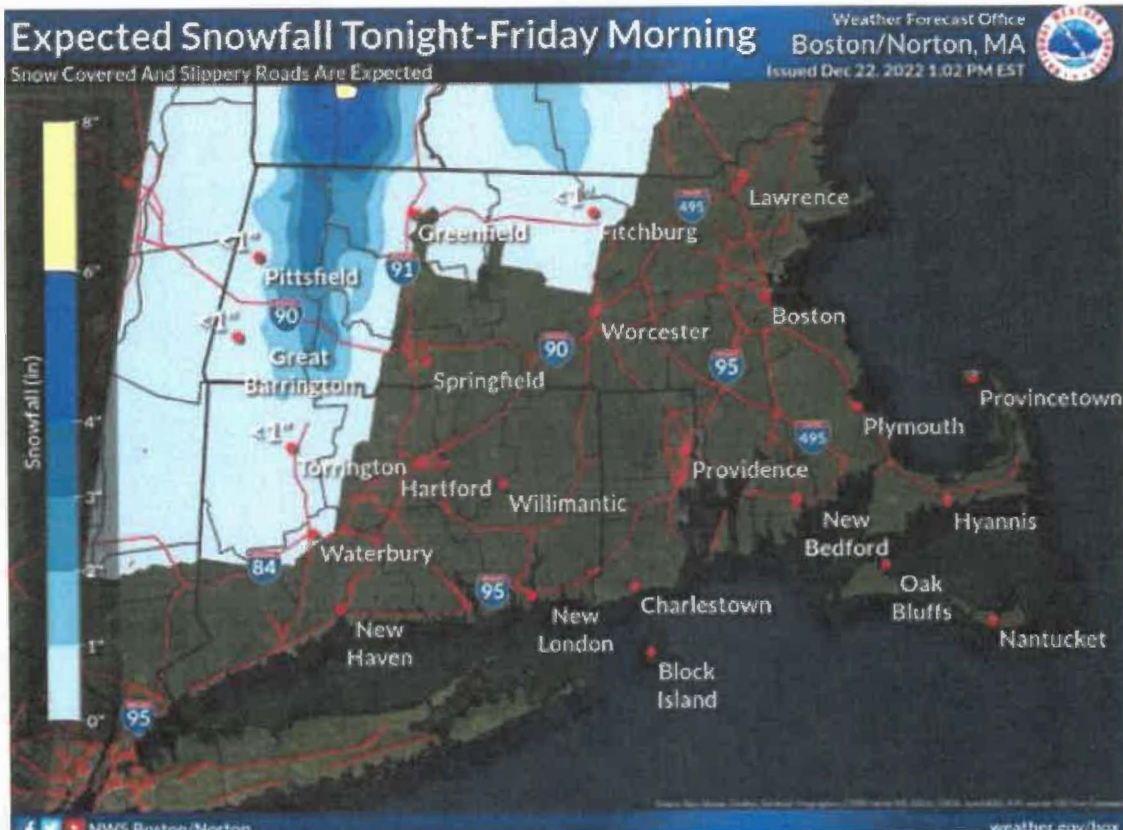 Expected Snowfall Tonight-Friday Morning
Snow Covered And Slippery Roads Are Expected
Weather Forecast Office
Boston/Norton, MA
Issued Dec 22, 2022 1:02 PM EST
8"
6"
4"
3"
2"
1"
0"
Snowfall (in)
Lawrence
495
<1"
Fitchburg
Greenfield
<1"
Pittsfield
91
90
<1"
Great
Barrington
Worcester
Boston
90
95
Springfield
Provincetown
Plymouth
495
<1"
Torrington
Hartford
Willimantic
Providence
New
Bedford
Hyannis
Waterbury
84
Oak
Bluffs
95
Charlestown
New
London
New
Haven
Nantucket
Block
Island
95
NWS Boston/Norton
weather.gov/box